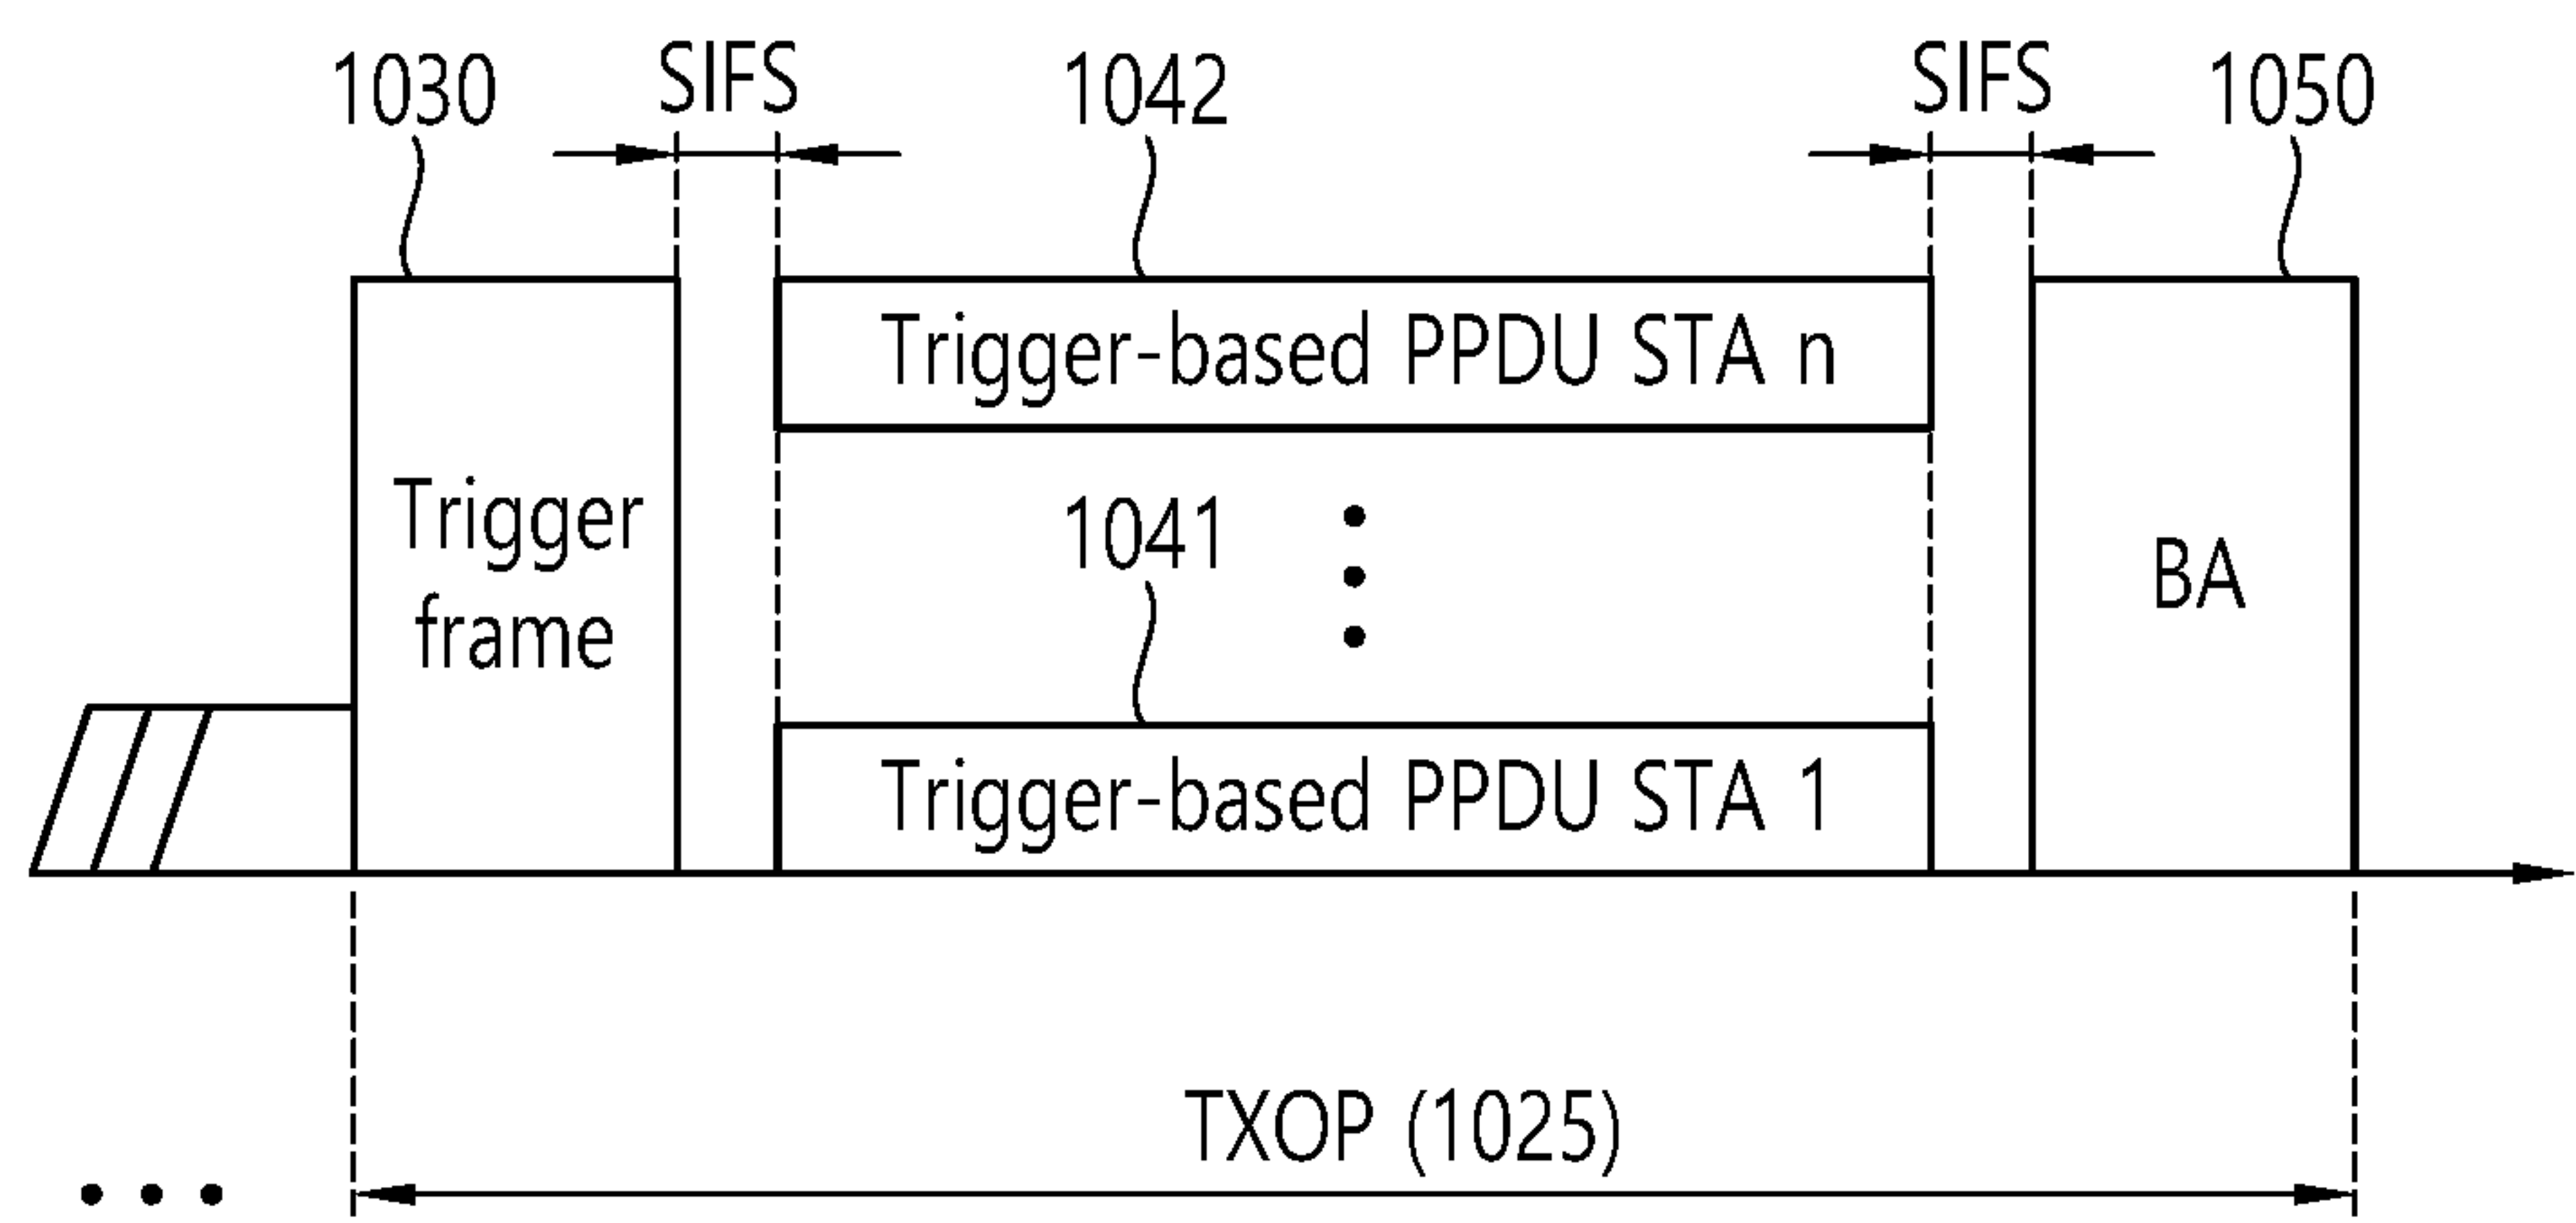 1030
SIFS
1042
SIFS
1050
Trigger-based PPDU STA n
Trigger
frame
1041
BA
Trigger-based PPDU STA 1
TXOP (1025)